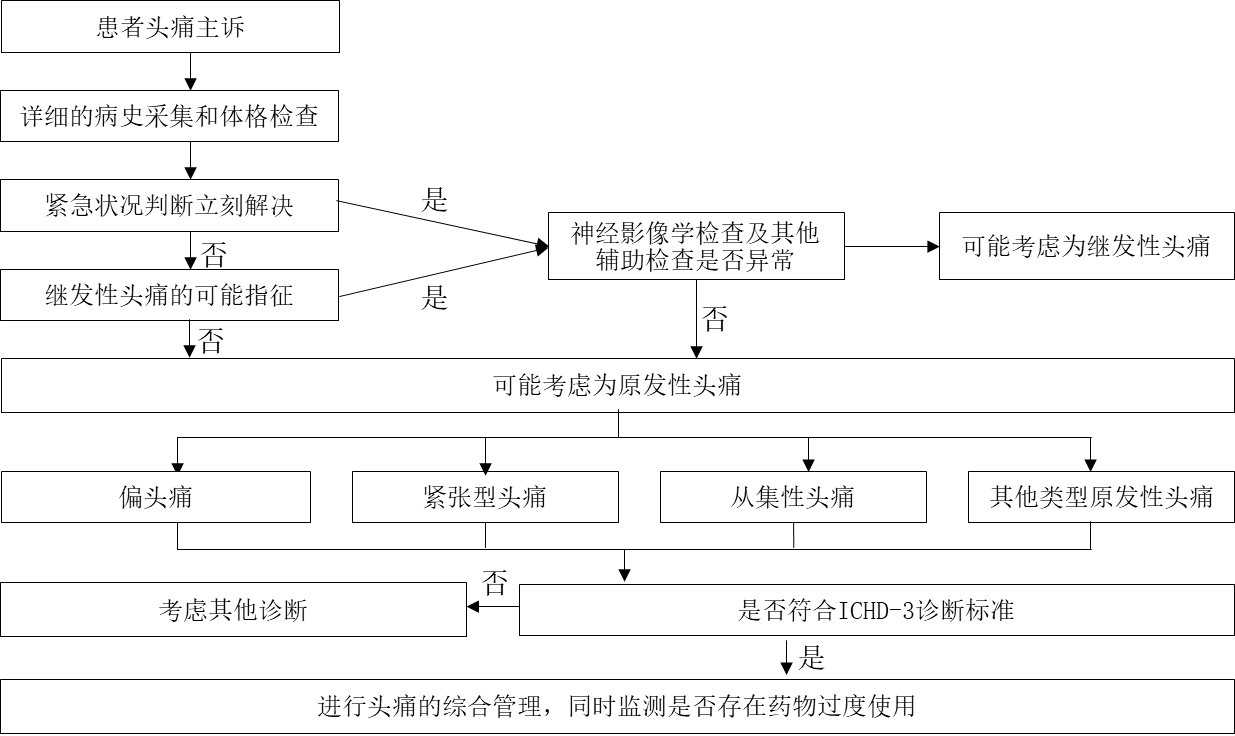 患者头痛主诉
详细的病史采集和体格检查
紧急状况判断立刻解决
是
神经影像学检查及其他
辅助检查是否异常
可能考虑为继发性头痛
否
继发性头痛的可能指征
是
否
否
可能考虑为原发性头痛
偏头痛
紧张型头痛
从集性头痛
其他类型原发性头痛
否
考虑其他诊断
是否符合ICHD-3诊断标准
是
进行头痛的综合管理，同时监测是否存在药物过度使用